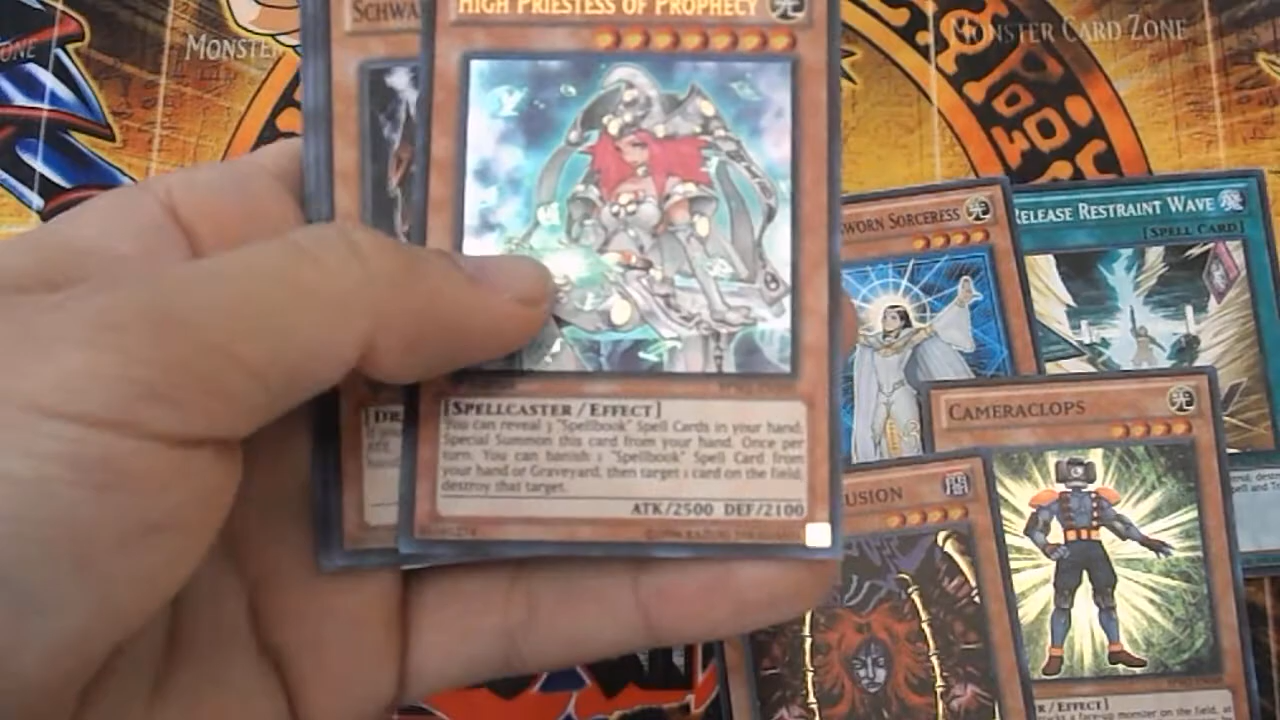 ZONE
MONSTER
MONSTER CARD ZONE
SCHWA
HIGH PRIESTESS OF PROPHECY
[SPELLCASTER / EFFECT]
You can reveal 3 "Spellbook" Spell Cards in your hand;
Special Summon this card from your hand. Once per
turn: You can banish 1 "Spellbook" Spell Card from
your hand or Graveyard, then target 1 card on the field;
destroy that target.
ATK/2500 DEF/2100
[DRA
SWORN SORCERESS
RELEASE RESTRAINT WAVE
[SPELL CARD]
CAMERACLOPS
USION
R / EFFECT]